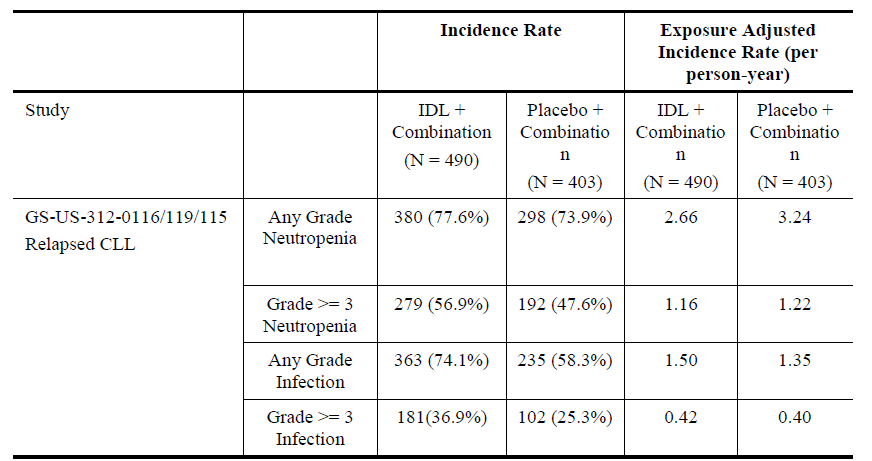 Incidence Rate
Exposure Adjusted
Incidence Rate (per
person-year)
Study
IDL +
Combination
(N = 490)
Placebo +
Combinatio
n
(N = 403)
IDL +
Combinatio
n
(N = 490)
Placebo +
Combinatio
n
(N = 403)
GS-US-312-0116/119/115
Relapsed CLL
Any Grade
Neutropenia
380 (77.6%)
298 (73.9%)
2.66
3.24
Grade >= 3
Neutropenia
279 (56.9%)
192 (47.6%)
1.16
1.22
Any Grade
Infection
363 (74.1%)
235 (58.3%)
1.50
1.35
Grade >= 3
Infection
181(36.9%)
102 (25.3%)
0.42
0.40